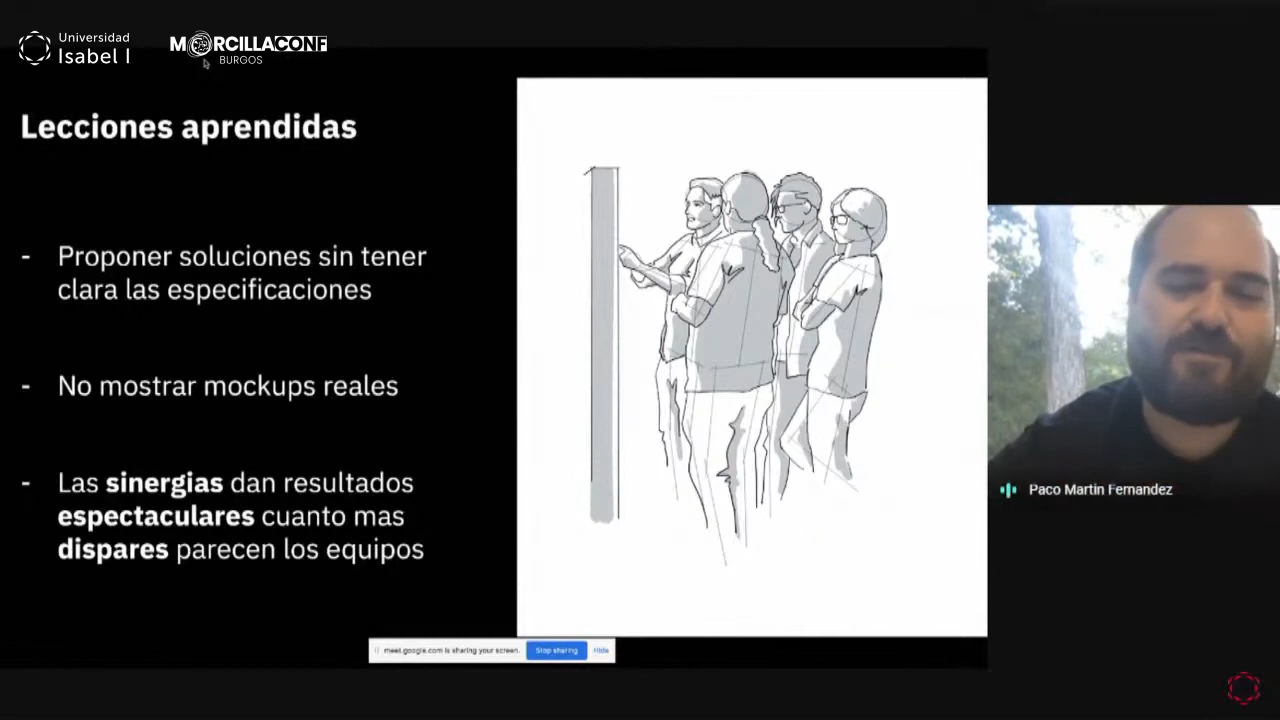 Universidad
Isabel I
MORCILLACONF
BURGOS
Lecciones aprendidas
- Proponer soluciones sin tener
clara las especificaciones
- No mostrar mockups reales
- Las sinergias dan resultados
espectaculares cuanto mas
dispares parecen los equipos
Paco Martin Fernandez
meet.google.com is sharing your screen.
Stop sharing
Hide